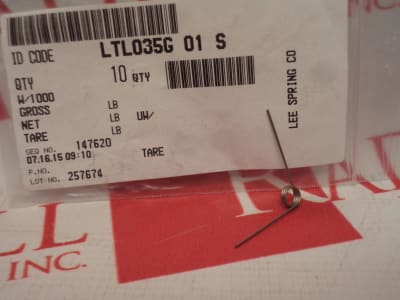 ID CODE LTL035G 01 S
QTY 10 QTY
W/1000
GROSS LB
NET LB UW/
TARE LB
SEQ NO. 147620
07.16.15 09:10 TARE
F.NO.
LOT NO. 257674
LEE SPRING CO
INC.